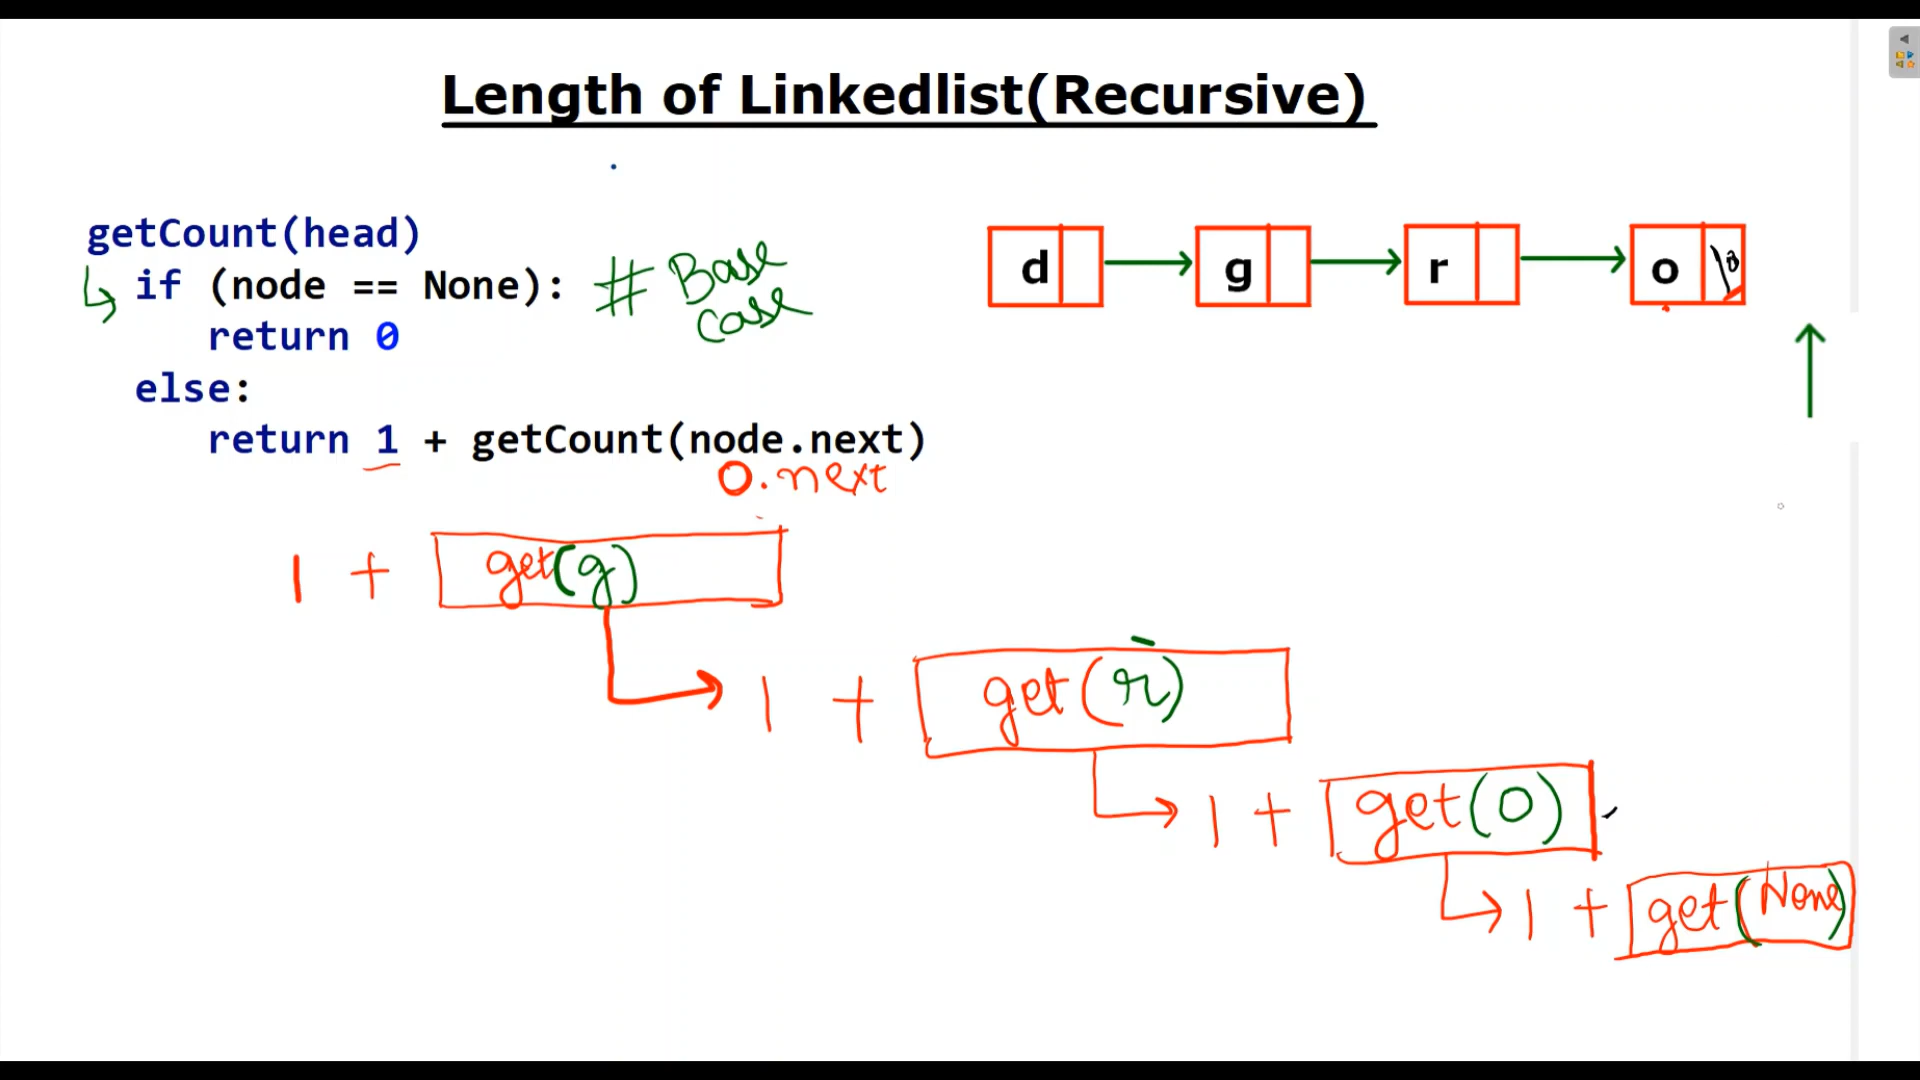 Length of Linkedlist(Recursive)
getCount(head)
if (node == None): # Base case
return 0
else:
return 1 + getCount(node.next)
d g r o
o.next
1 + get(g)
1 + get(r)
1 + get(o)
1 + get(None)